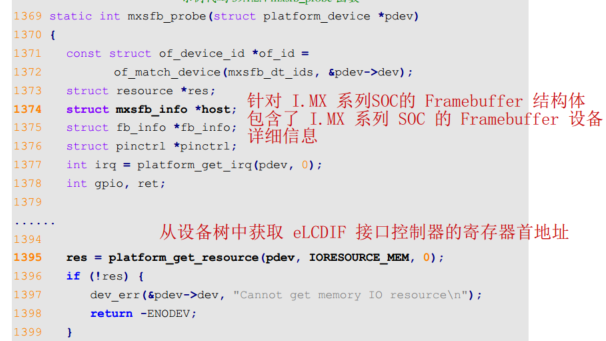 1369 static int mxsfb_probe(struct platform_device *pdev)
1370 {
1371 const struct of_device_id *of_id =
1372 of_match_device(mxsfb_dt_ids, &pdev->dev);
1373 struct resource *res;
1374 struct mxsfb_info *host; 针对 I.MX 系列SOC的 Framebuffer 结构体
1375 struct fb_info *fb_info; 包含了 I.MX 系列 SOC 的 Framebuffer 设备
1376 struct pinctrl *pinctrl; 详细信息
1377 int irq = platform_get_irq(pdev, 0);
1378 int gpio, ret;
1379
......
1394 从设备树中获取 eLCDIF 接口控制器的寄存器首地址
1395 res = platform_get_resource(pdev, IORESOURCE_MEM, 0);
1396 if (!res) {
1397 dev_err(&pdev->dev, "Cannot get memory IO resource\n");
1398 return -ENODEV;
1399 }